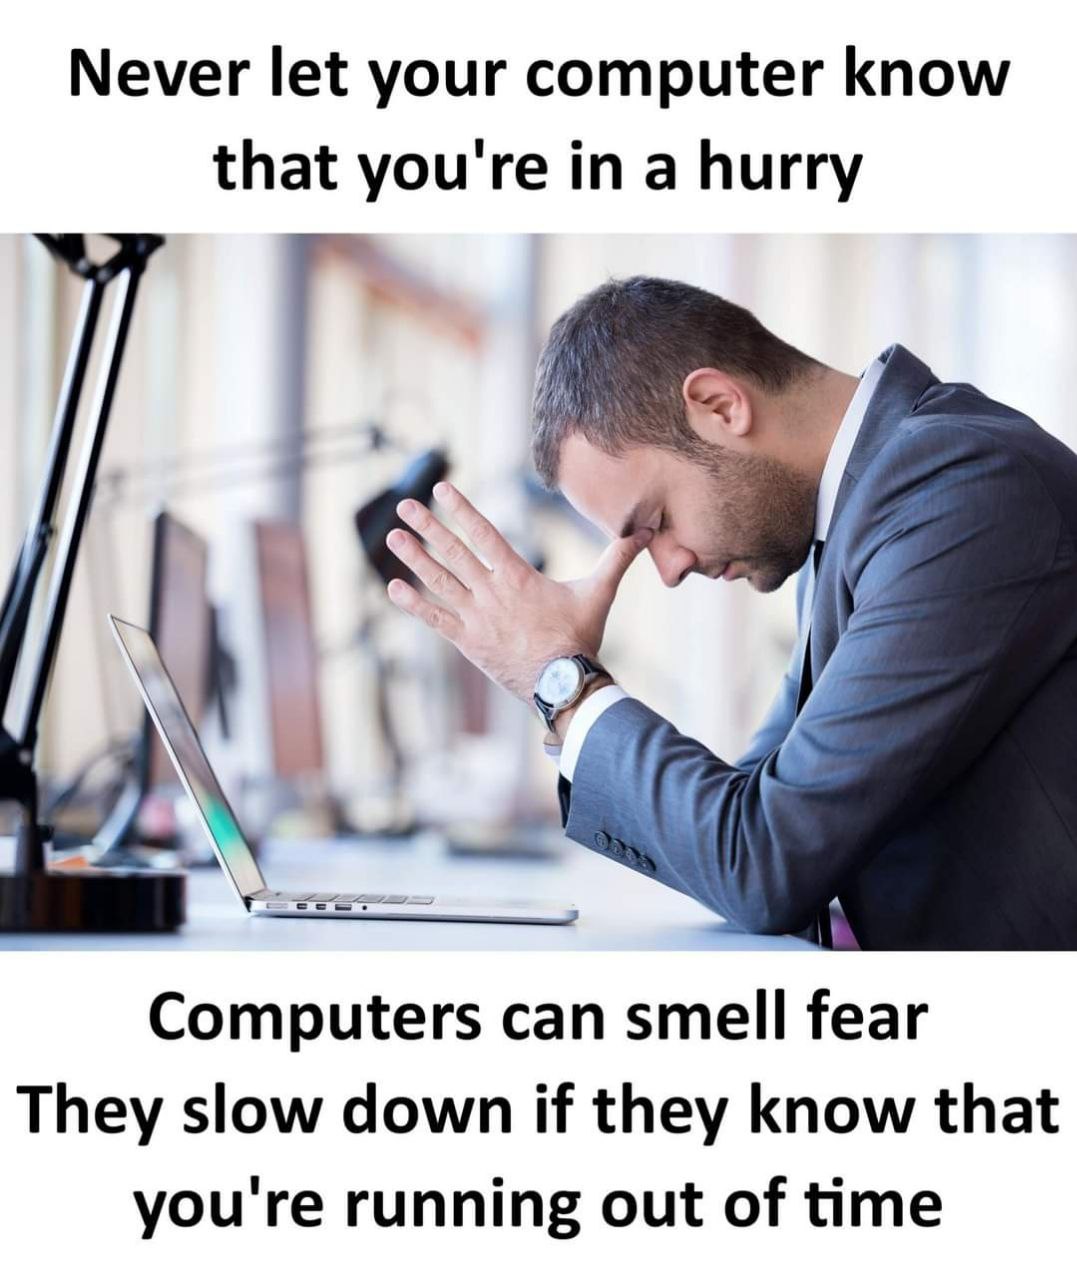 Never let your computer know
that you're in a hurry
Computers can smell fear
They slow down if they know that
you're running out of time